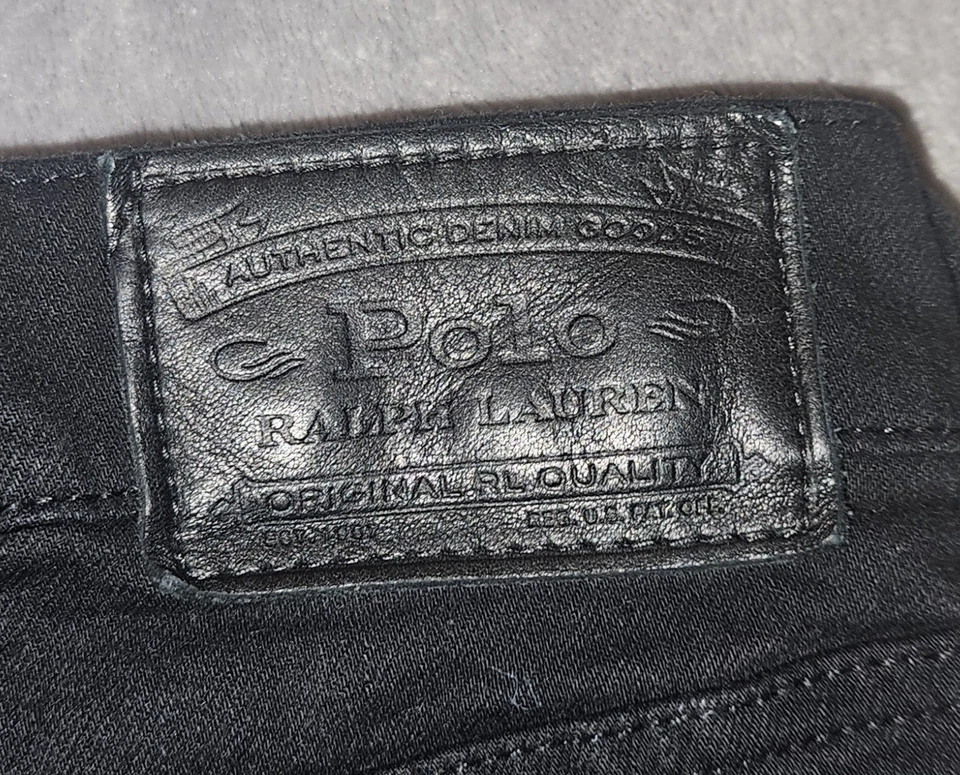 AUTHENTIC DENIM GOODS
Polo
RALPH LAUREN
ORIGINAL RL QUALITY
REG. U.S. PAT. OFF.